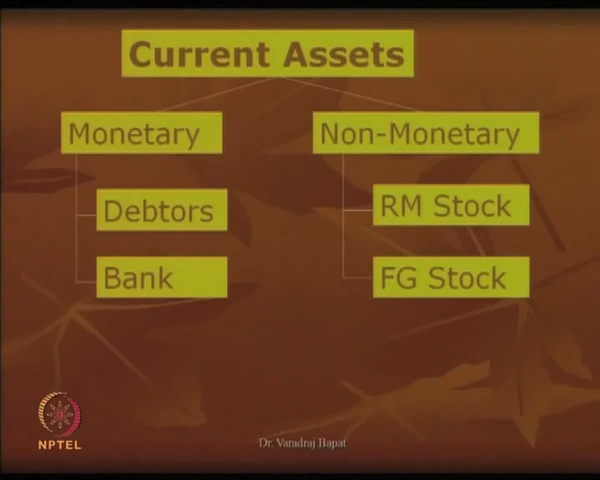 Current Assets
Monetary
Non-Monetary
Debtors
RM Stock
Bank
FG Stock
NPTEL
Dr. Varadraj Bapat